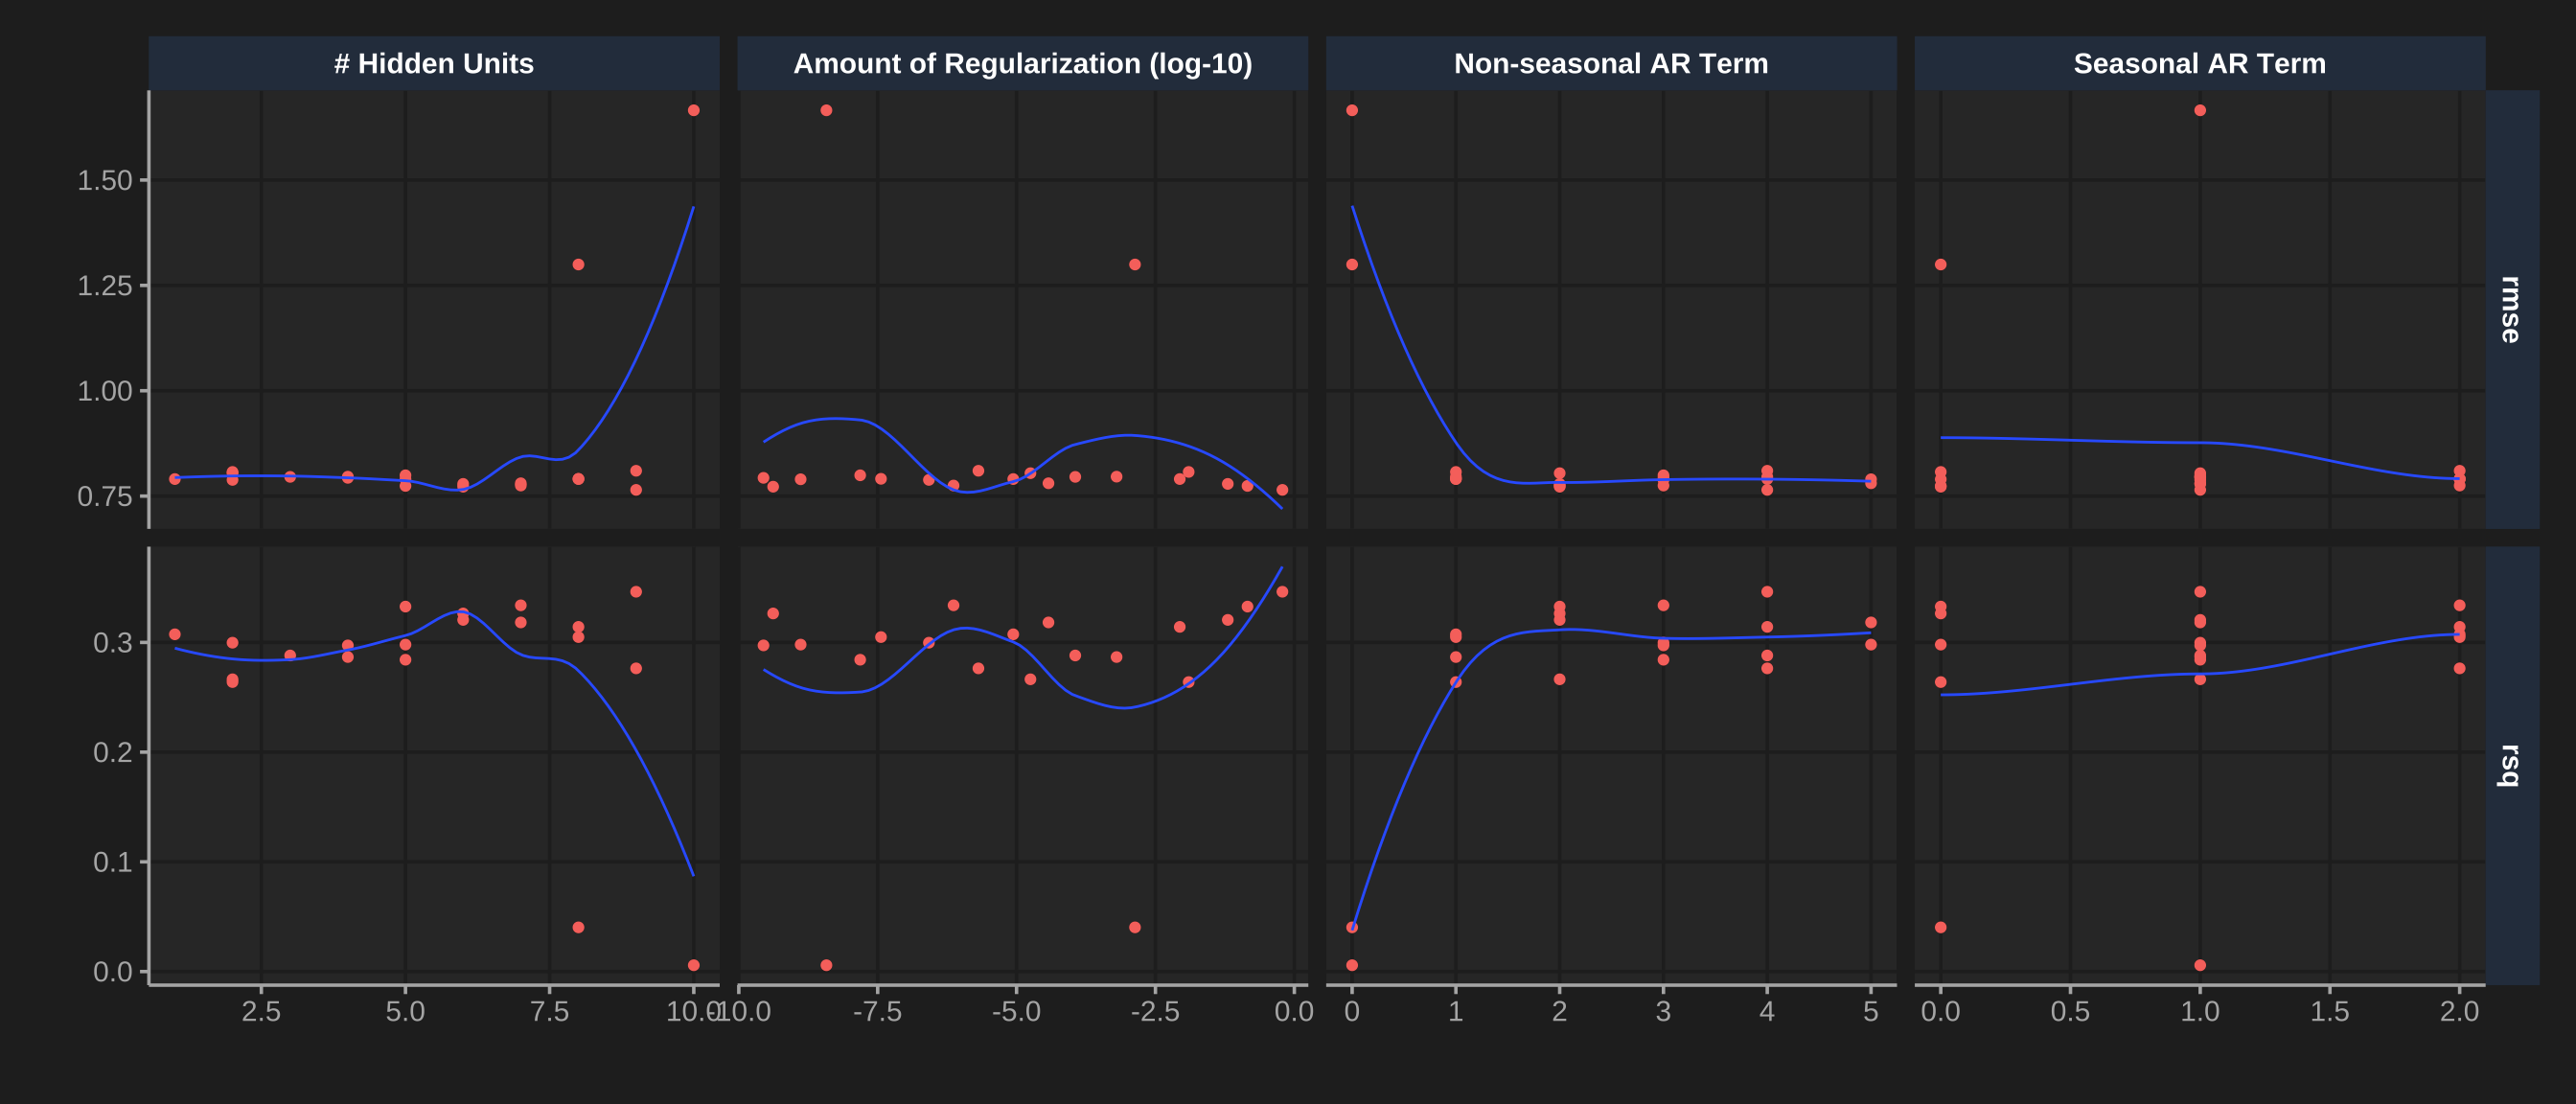 # Hidden Units
Amount of Regularization (log-10)
Non-seasonal AR Term
Seasonal AR Term
1.50
1.25
1.00
0.75
rmse
0.3
0.2
0.1
0.0
rsq
2.5 5.0 7.5 10.0
-10.0 -7.5 -5.0 -2.5 0.0
0 1 2 3 4 5
0.0 0.5 1.0 1.5 2.0